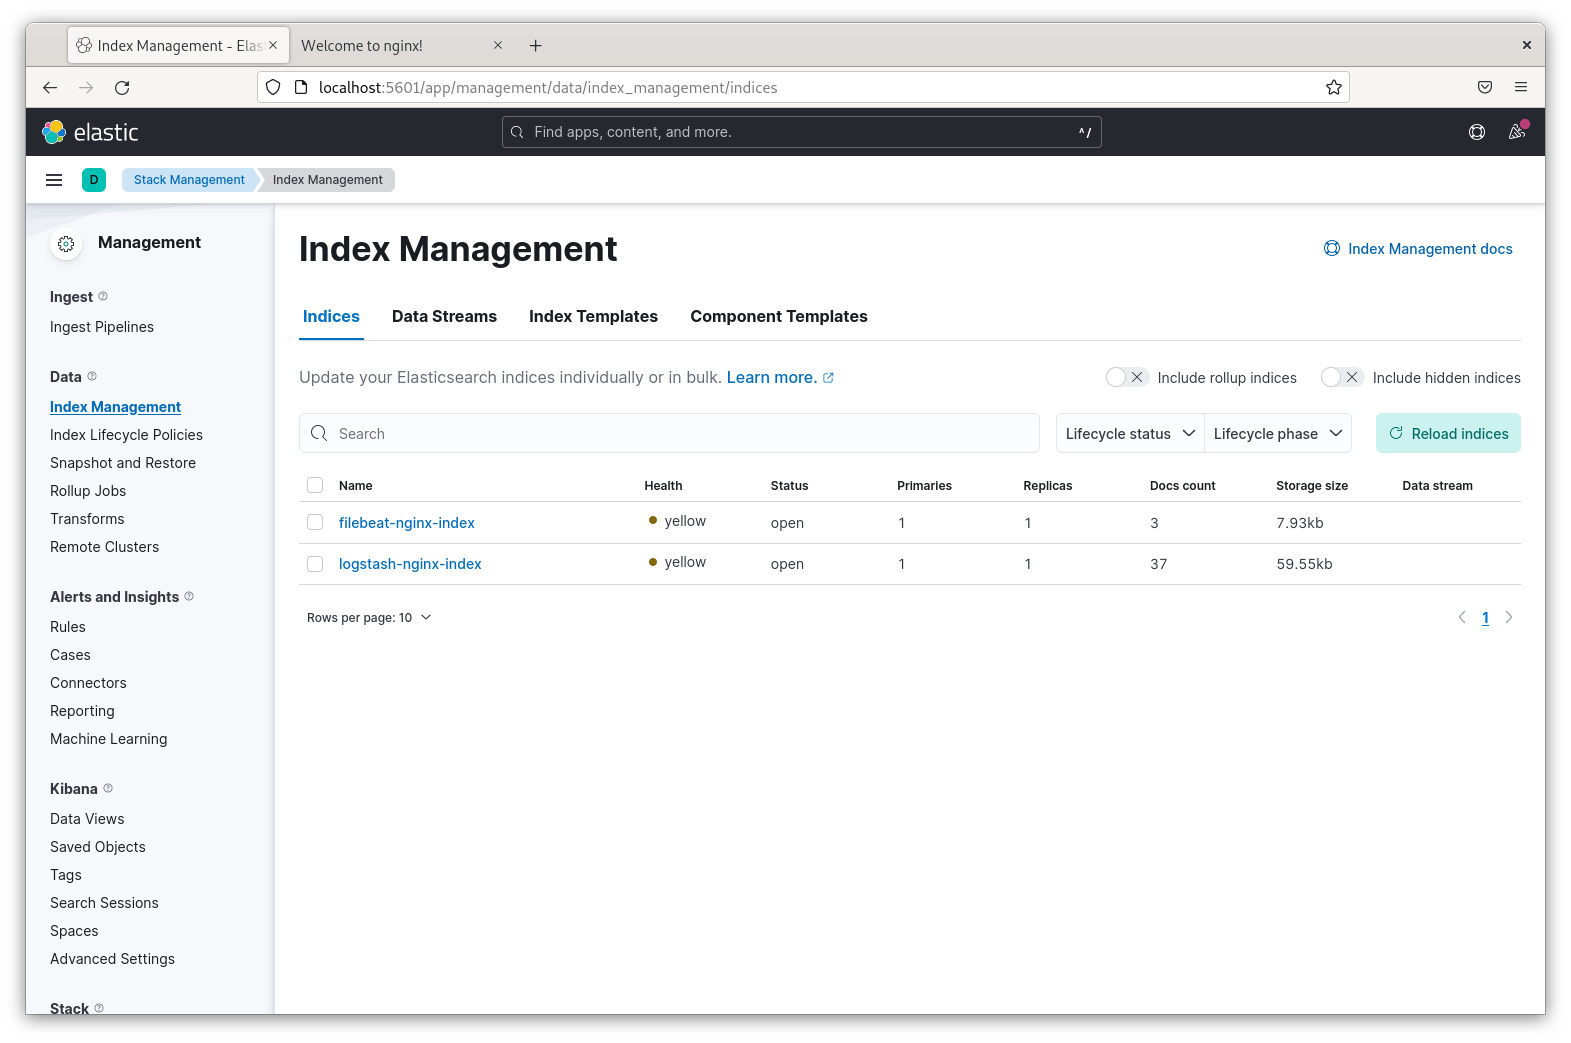 Index Management - Elas
Welcome to nginx!
localhost:5601/app/management/data/index_management/indices
elastic
Find apps, content, and more.
^/
D
Stack Management
Index Management
Management
Ingest
Ingest Pipelines
Data
Index Management
Index Lifecycle Policies
Snapshot and Restore
Rollup Jobs
Transforms
Remote Clusters
Alerts and Insights
Rules
Cases
Connectors
Reporting
Machine Learning
Kibana
Data Views
Saved Objects
Tags
Search Sessions
Spaces
Advanced Settings
Stack
Index Management
Index Management docs
Indices Data Streams Index Templates Component Templates
Update your Elasticsearch indices individually or in bulk. Learn more.
Include rollup indices
Include hidden indices
Search
Lifecycle status
Lifecycle phase
Reload indices
Name Health Status Primaries Replicas Docs count Storage size Data stream
filebeat-nginx-index yellow open 1 1 3 7.93kb
logstash-nginx-index yellow open 1 1 37 59.55kb
Rows per page: 10
1